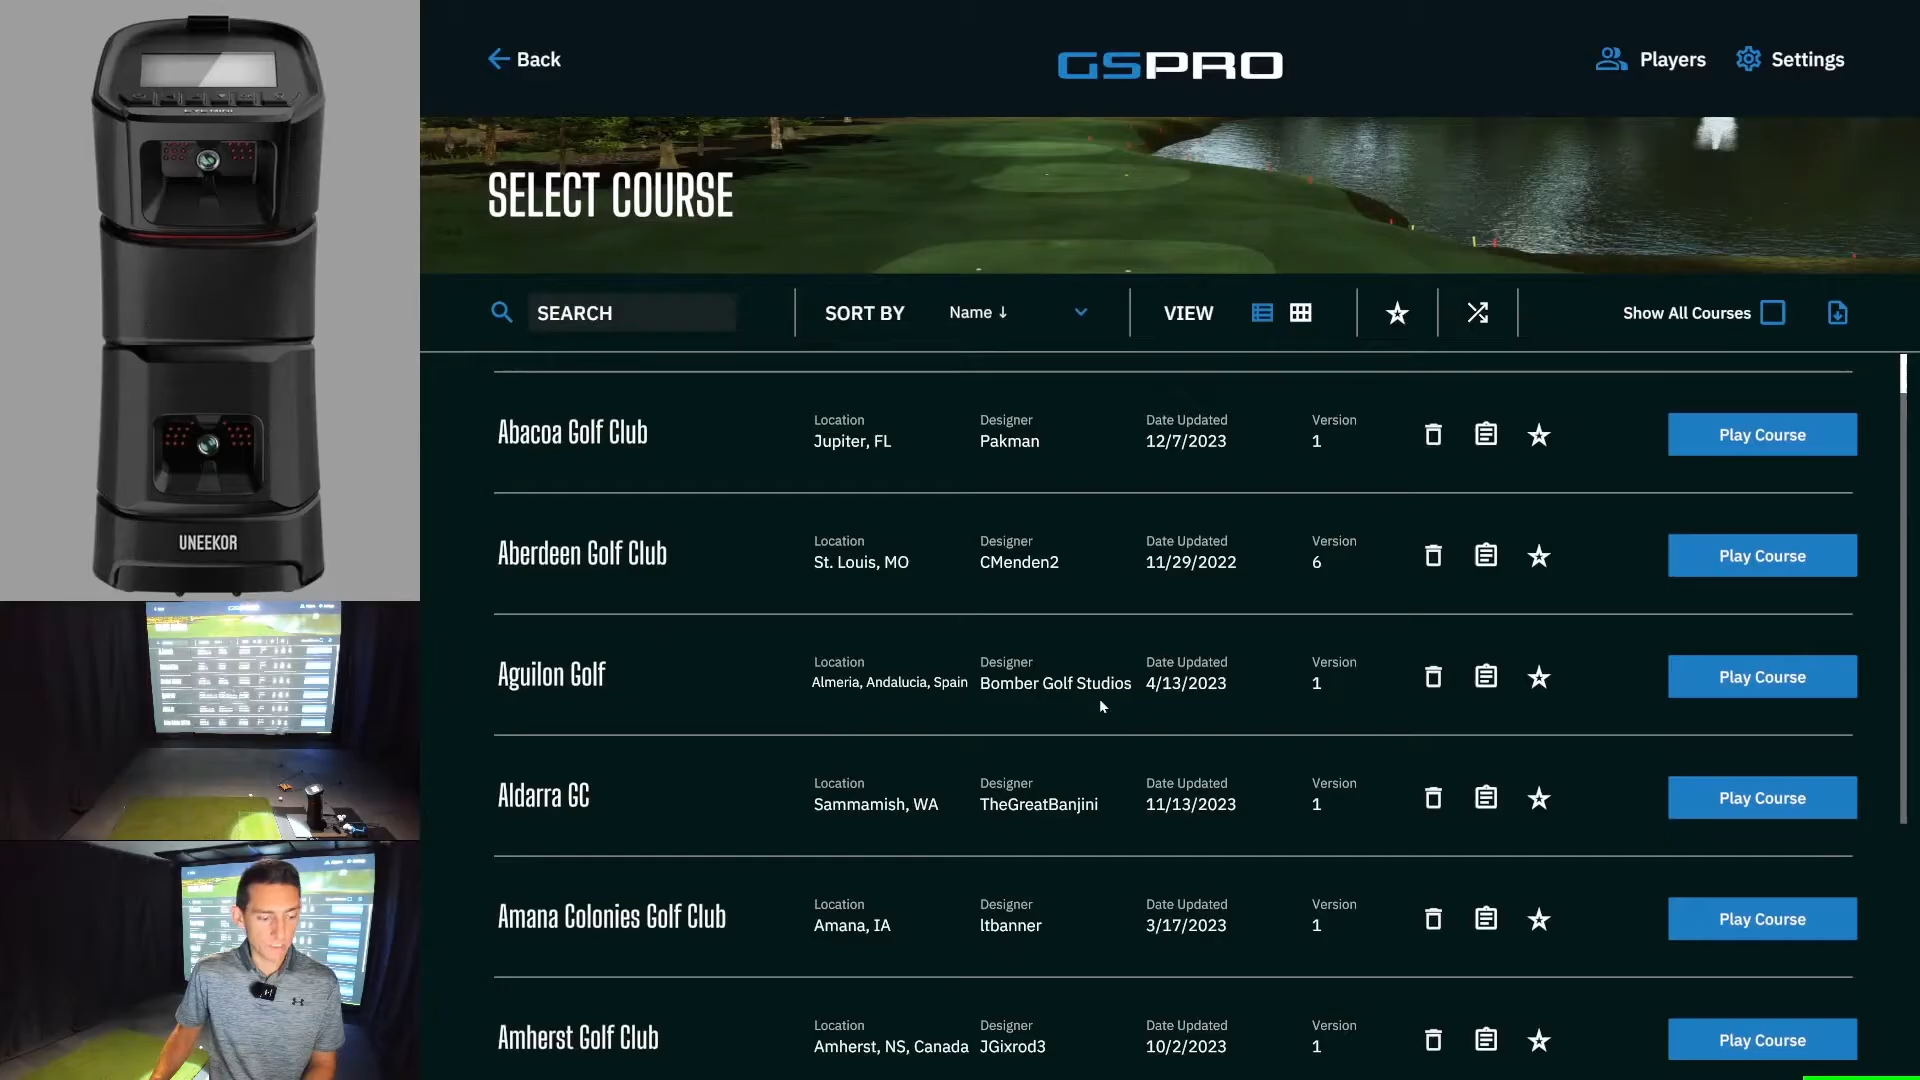 Back
GSPRO
Players
Settings
SELECT COURSE
SEARCH
SORT BY
Name ↓
VIEW
Show All Courses
Abacoa Golf Club
Location
Jupiter, FL
Designer
Pakman
Date Updated
12/7/2023
Version
1
Play Course
Aberdeen Golf Club
Location
St. Louis, MO
Designer
CMenden2
Date Updated
11/29/2022
Version
6
Play Course
Aguilon Golf
Location
Almeria, Andalucia, Spain
Designer
Bomber Golf Studios
Date Updated
4/13/2023
Version
1
Play Course
Aldarra GC
Location
Sammamish, WA
Designer
TheGreatBanjini
Date Updated
11/13/2023
Version
1
Play Course
Amana Colonies Golf Club
Location
Amana, IA
Designer
ltbanner
Date Updated
3/17/2023
Version
1
Play Course
Amherst Golf Club
Location
Amherst, NS, Canada
Designer
JGixrod3
Date Updated
10/2/2023
Version
1
Play Course
EYE MINI
UNEEKOR